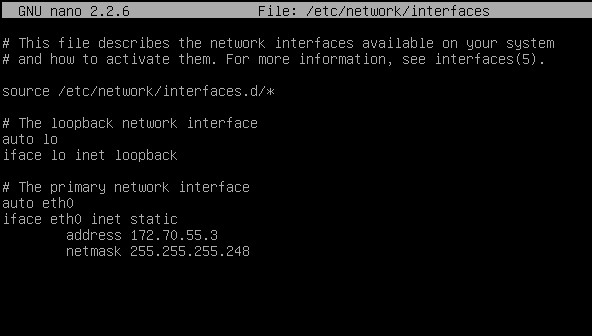 GNU nano 2.2.6 File: /etc/network/interfaces
# This file describes the network interfaces available on your system
# and how to activate them. For more information, see interfaces(5).
source /etc/network/interfaces.d/*
# The loopback network interface
auto lo
iface lo inet loopback
# The primary network interface
auto eth0
iface eth0 inet static
address 172.70.55.3
netmask 255.255.255.248